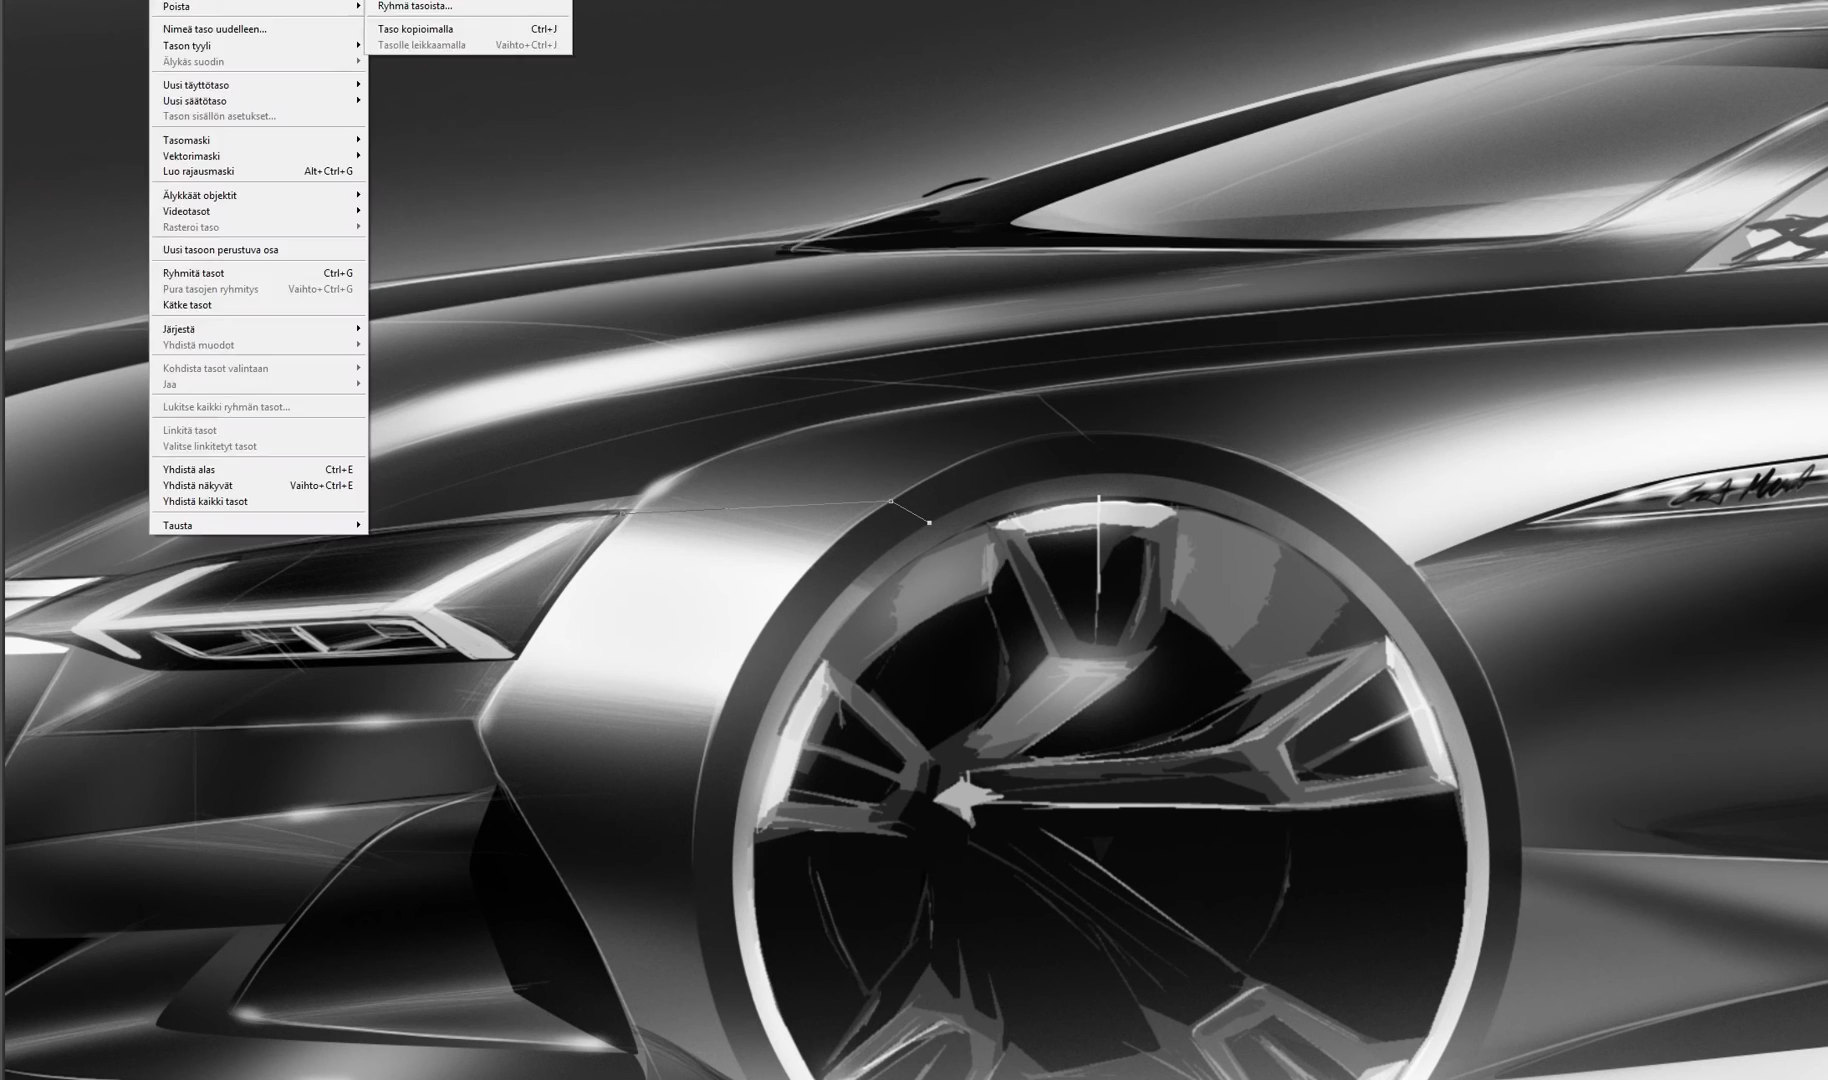 Poista
Nimeä taso uudelleen...
Tason tyyli
Älykäs suodin
Uusi täyttötaso
Uusi säätötaso
Tason sisällön asetukset...
Tasomaski
Vektorimaski
Luo rajausmaski Alt+Ctrl+G
Älykkäät objektit
Videotasot
Rasteroi taso
Uusi tasoon perustuva osa
Ryhmitä tasot Ctrl+G
Pura tasojen ryhmitys Vaihto+Ctrl+G
Kätke tasot
Järjestä
Yhdistä muodot
Kohdista tasot valintaan
Jaa
Lukitse kaikki ryhmän tasot...
Linkitä tasot
Valitse linkitetyt tasot
Yhdistä alas Ctrl+E
Yhdistä näkyvät Vaihto+Ctrl+E
Yhdistä kaikki tasot
Tausta
Ryhmä tasoista...
Taso kopioimalla Ctrl+J
Tasolle leikkaamalla Vaihto+Ctrl+J